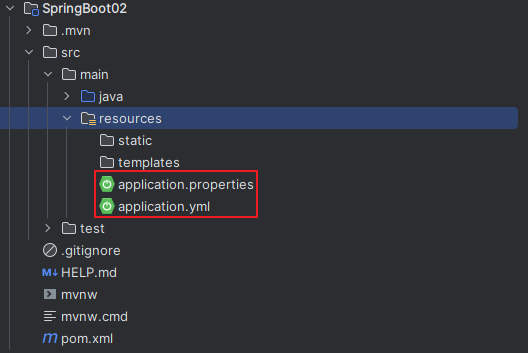 SpringBoot02
.mvn
src
main
java
resources
static
templates
application.properties
application.yml
test
.gitignore
M↓ HELP.md
mvnw
mvnw.cmd
m pom.xml